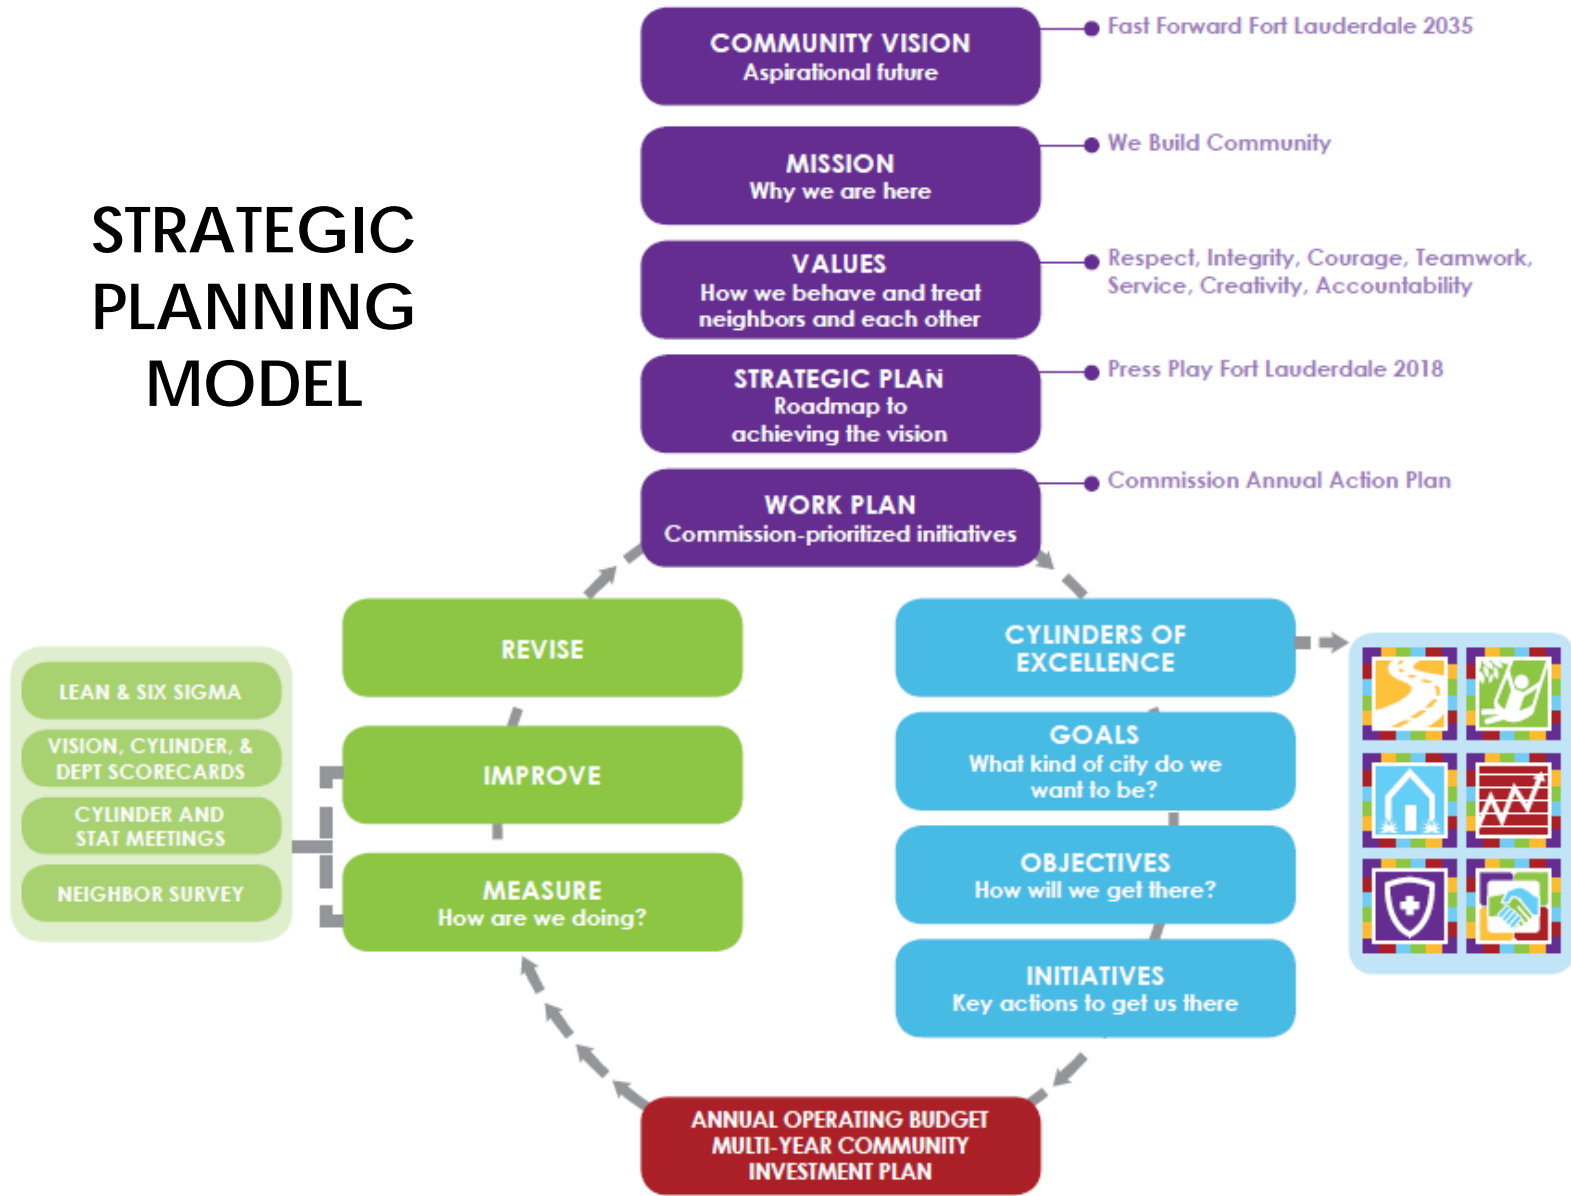 STRATEGIC
PLANNING
MODEL
COMMUNITY VISION
Aspirational future
Fast Forward Fort Lauderdale 2035
MISSION
Why we are here
We Build Community
VALUES
How we behave and treat
neighbors and each other
Respect, Integrity, Courage, Teamwork,
Service, Creativity, Accountability
STRATEGIC PLAN
Roadmap to
achieving the vision
Press Play Fort Lauderdale 2018
WORK PLAN
Commission-prioritized initiatives
Commission Annual Action Plan
CYLINDERS OF
EXCELLENCE
GOALS
What kind of city do we
want to be?
OBJECTIVES
How will we get there?
INITIATIVES
Key actions to get us there
ANNUAL OPERATING BUDGET
MULTI-YEAR COMMUNITY
INVESTMENT PLAN
REVISE
IMPROVE
MEASURE
How are we doing?
LEAN & SIX SIGMA
VISION, CYLINDER, &
DEPT SCORECARDS
CYLINDER AND
STAT MEETINGS
NEIGHBOR SURVEY